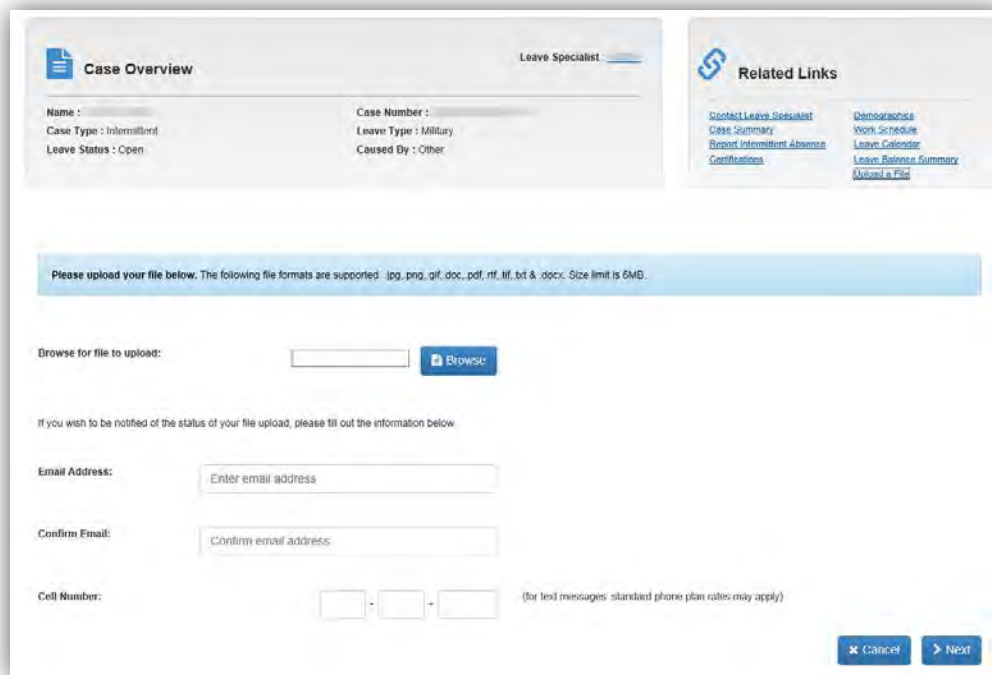 Case Overview
Leave Specialist :
Name :
Case Number :
Case Type : Intermittent
Leave Type : Military
Leave Status : Open
Caused By : Other
Related Links
Contact Leave Specialist
Demographics
Case Summary
Work Schedule
Report Intermittent Absence
Leave Calendar
Certifications
Leave Balance Summary
Upload a File
Please upload your file below. The following file formats are supported: .jpg, png, gif, doc, pdf, rtf, tif, txt & .docx. Size limit is 6MB.
Browse for file to upload:
Browse
If you wish to be notified of the status of your file upload, please fill out the information below.
Email Address:
Enter email address
Confirm Email:
Confirm email address
Cell Number:
- -
(for text messages: standard phone plan rates may apply)
Cancel
Next